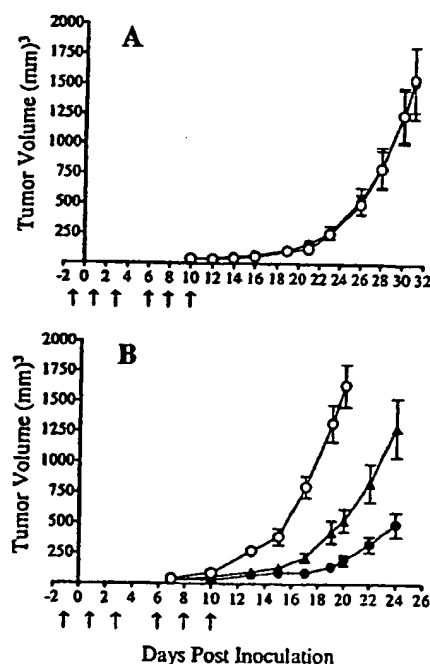 A
Tumor Volume (mm)³
2000
1750
1500
1250
1000
750
500
250
0
-2 0 2 4 6 8 10 12 14 16 18 20 22 24 26 28 30 32
↑ ↑ ↑ ↑ ↑ ↑
B
Tumor Volume (mm)³
2000
1750
1500
1250
1000
750
500
250
0
-2 0 2 4 6 8 10 12 14 16 18 20 22 24 26
↑ ↑ ↑ ↑ ↑ ↑
Days Post Inoculation